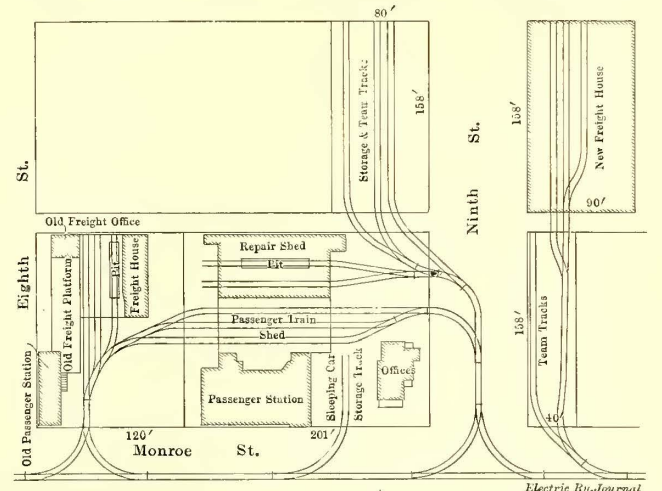 80′
Storage & Team Tracks
158′
Ninth St.
158′
New Freight House
90′
Eighth St.
Old Freight Office
Old Freight Platform
Pit
Freight House
Repair Shed
Pit
Passenger Train
Shed
Old Passenger Station
Passenger Station
Sleeping Car
Storage Track
Offices
158′
Team Tracks
40′
120′
201′
Monroe St.
Electric Ry. Journal